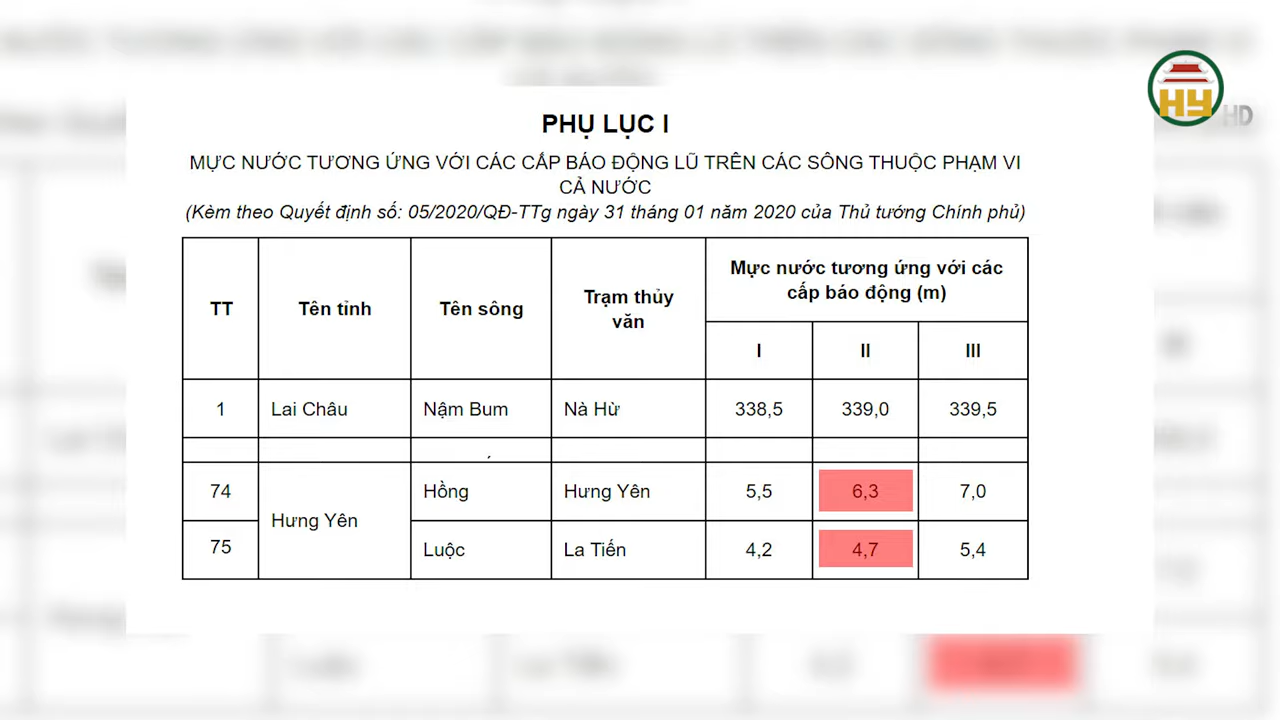 HY
HD
PHỤ LỤC I
MỰC NƯỚC TƯƠNG ỨNG VỚI CÁC CẤP BÁO ĐỘNG LŨ TRÊN CÁC SÔNG THUỘC PHẠM VI
CẢ NƯỚC
(Kèm theo Quyết định số: 05/2020/QĐ-TTg ngày 31 tháng 01 năm 2020 của Thủ tướng Chính phủ)
TT Tên tỉnh Tên sông Trạm thủy văn Mực nước tương ứng với các
cấp báo động (m)
I II III
1 Lai Châu Nậm Bum Nà Hừ 338,5 339,0 339,5
74 Hưng Yên Hồng Hưng Yên 5,5 6,3 7,0
75 Luộc La Tiến 4,2 4,7 5,4